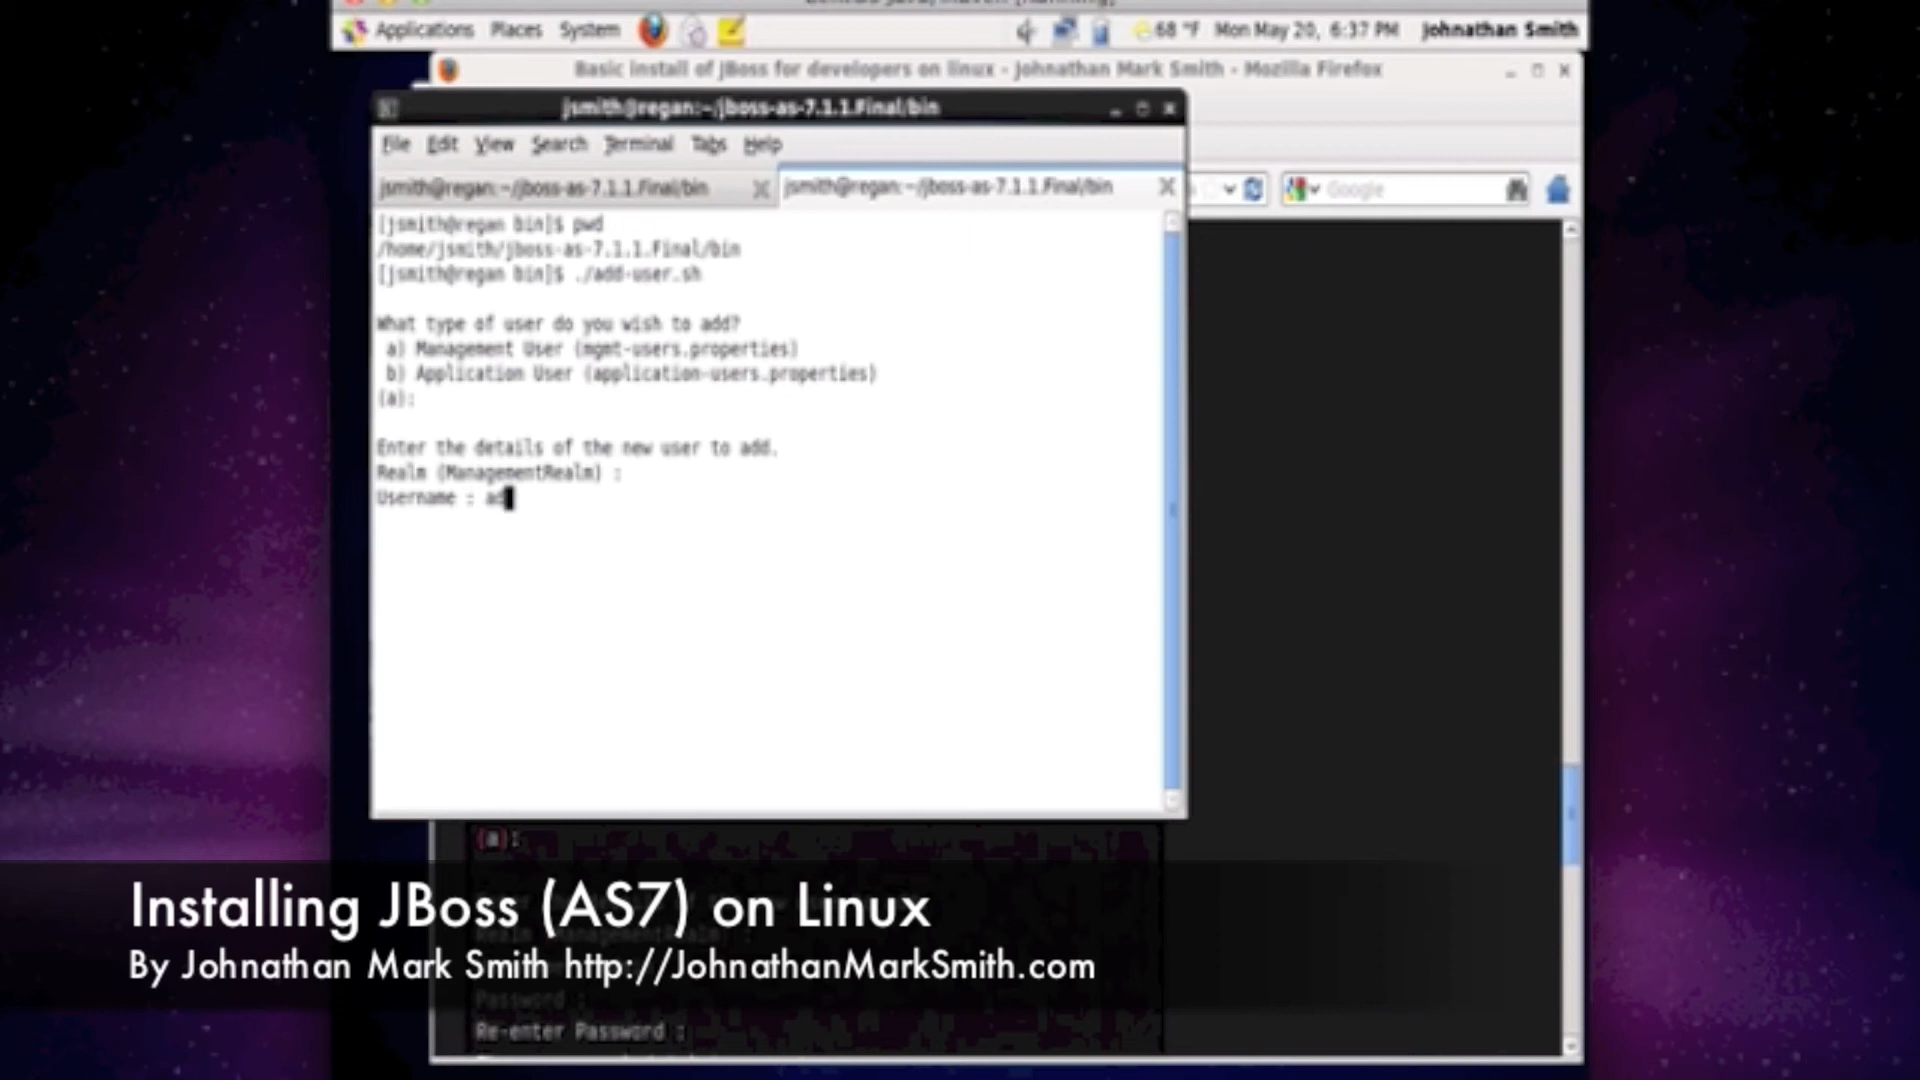 Applications Places System 68 °F Mon May 20, 6:37 PM Johnathan Smith
Basic install of JBoss for developers on linux - Johnathan Mark Smith - Mozilla Firefox
jsmith@regan:~/jboss-as-7.1.1.Final/bin
File Edit View Search Terminal Tabs Help
jsmith@regan:~/jboss-as-7.1.1.Final/bin jsmith@regan:~/jboss-as-7.1.1.Final/bin
Google
[jsmith@regan bin]$ pwd
/home/jsmith/jboss-as-7.1.1.Final/bin
[jsmith@regan bin]$ ./add-user.sh
What type of user do you wish to add?
a) Management User (mgmt-users.properties)
b) Application User (application-users.properties)
(a):
Enter the details of the new user to add.
Realm (ManagementRealm) :
Username : ad
(a):
Installing JBoss (AS7) on Linux
By Johnathan Mark Smith http://JohnathanMarkSmith.com
Password :
Re-enter Password :